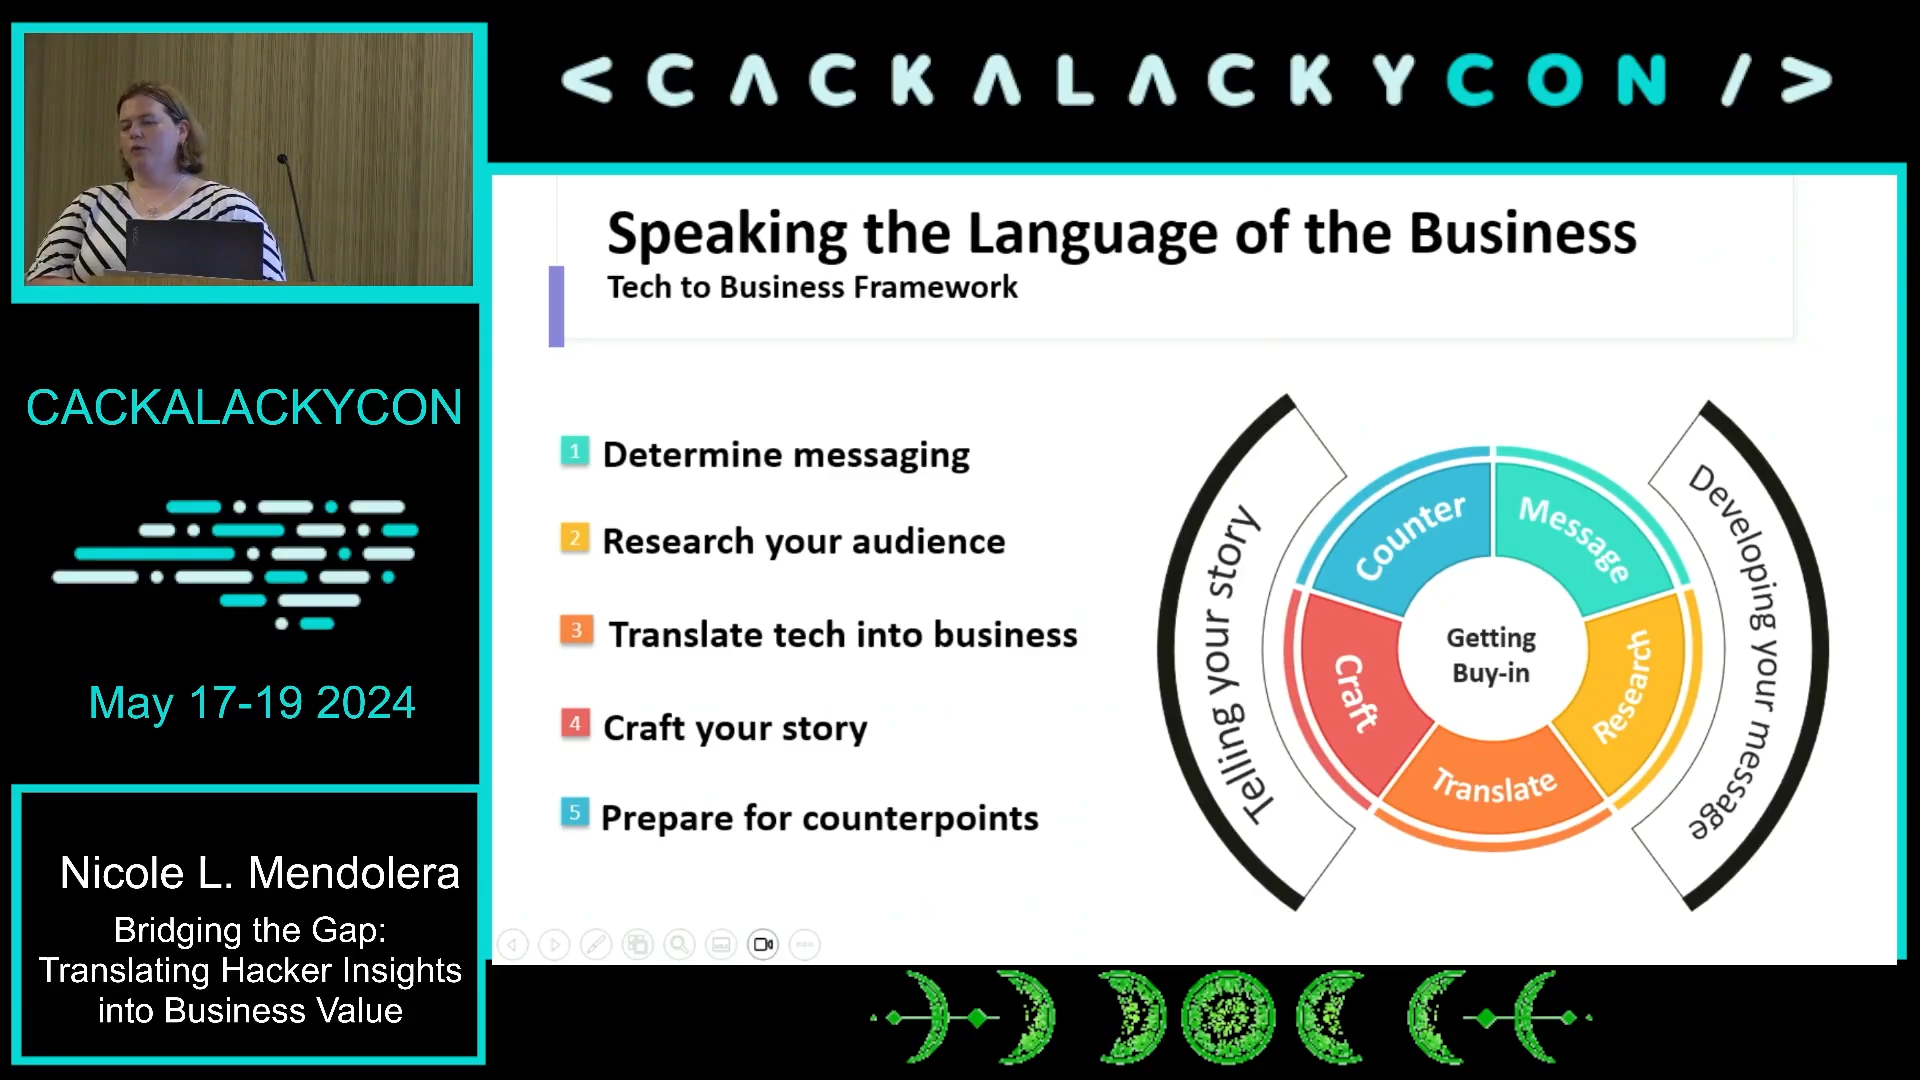 <CACKALACKYCON/>
Speaking the Language of the Business
Tech to Business Framework
1 Determine messaging
2 Research your audience
3 Translate tech into business
4 Craft your story
5 Prepare for counterpoints
Telling your story
Counter
Message
Craft
Getting
Buy-in
Research
Translate
Developing your message
CACKALACKYCON
May 17-19 2024
Nicole L. Mendolera
Bridging the Gap:
Translating Hacker Insights
into Business Value